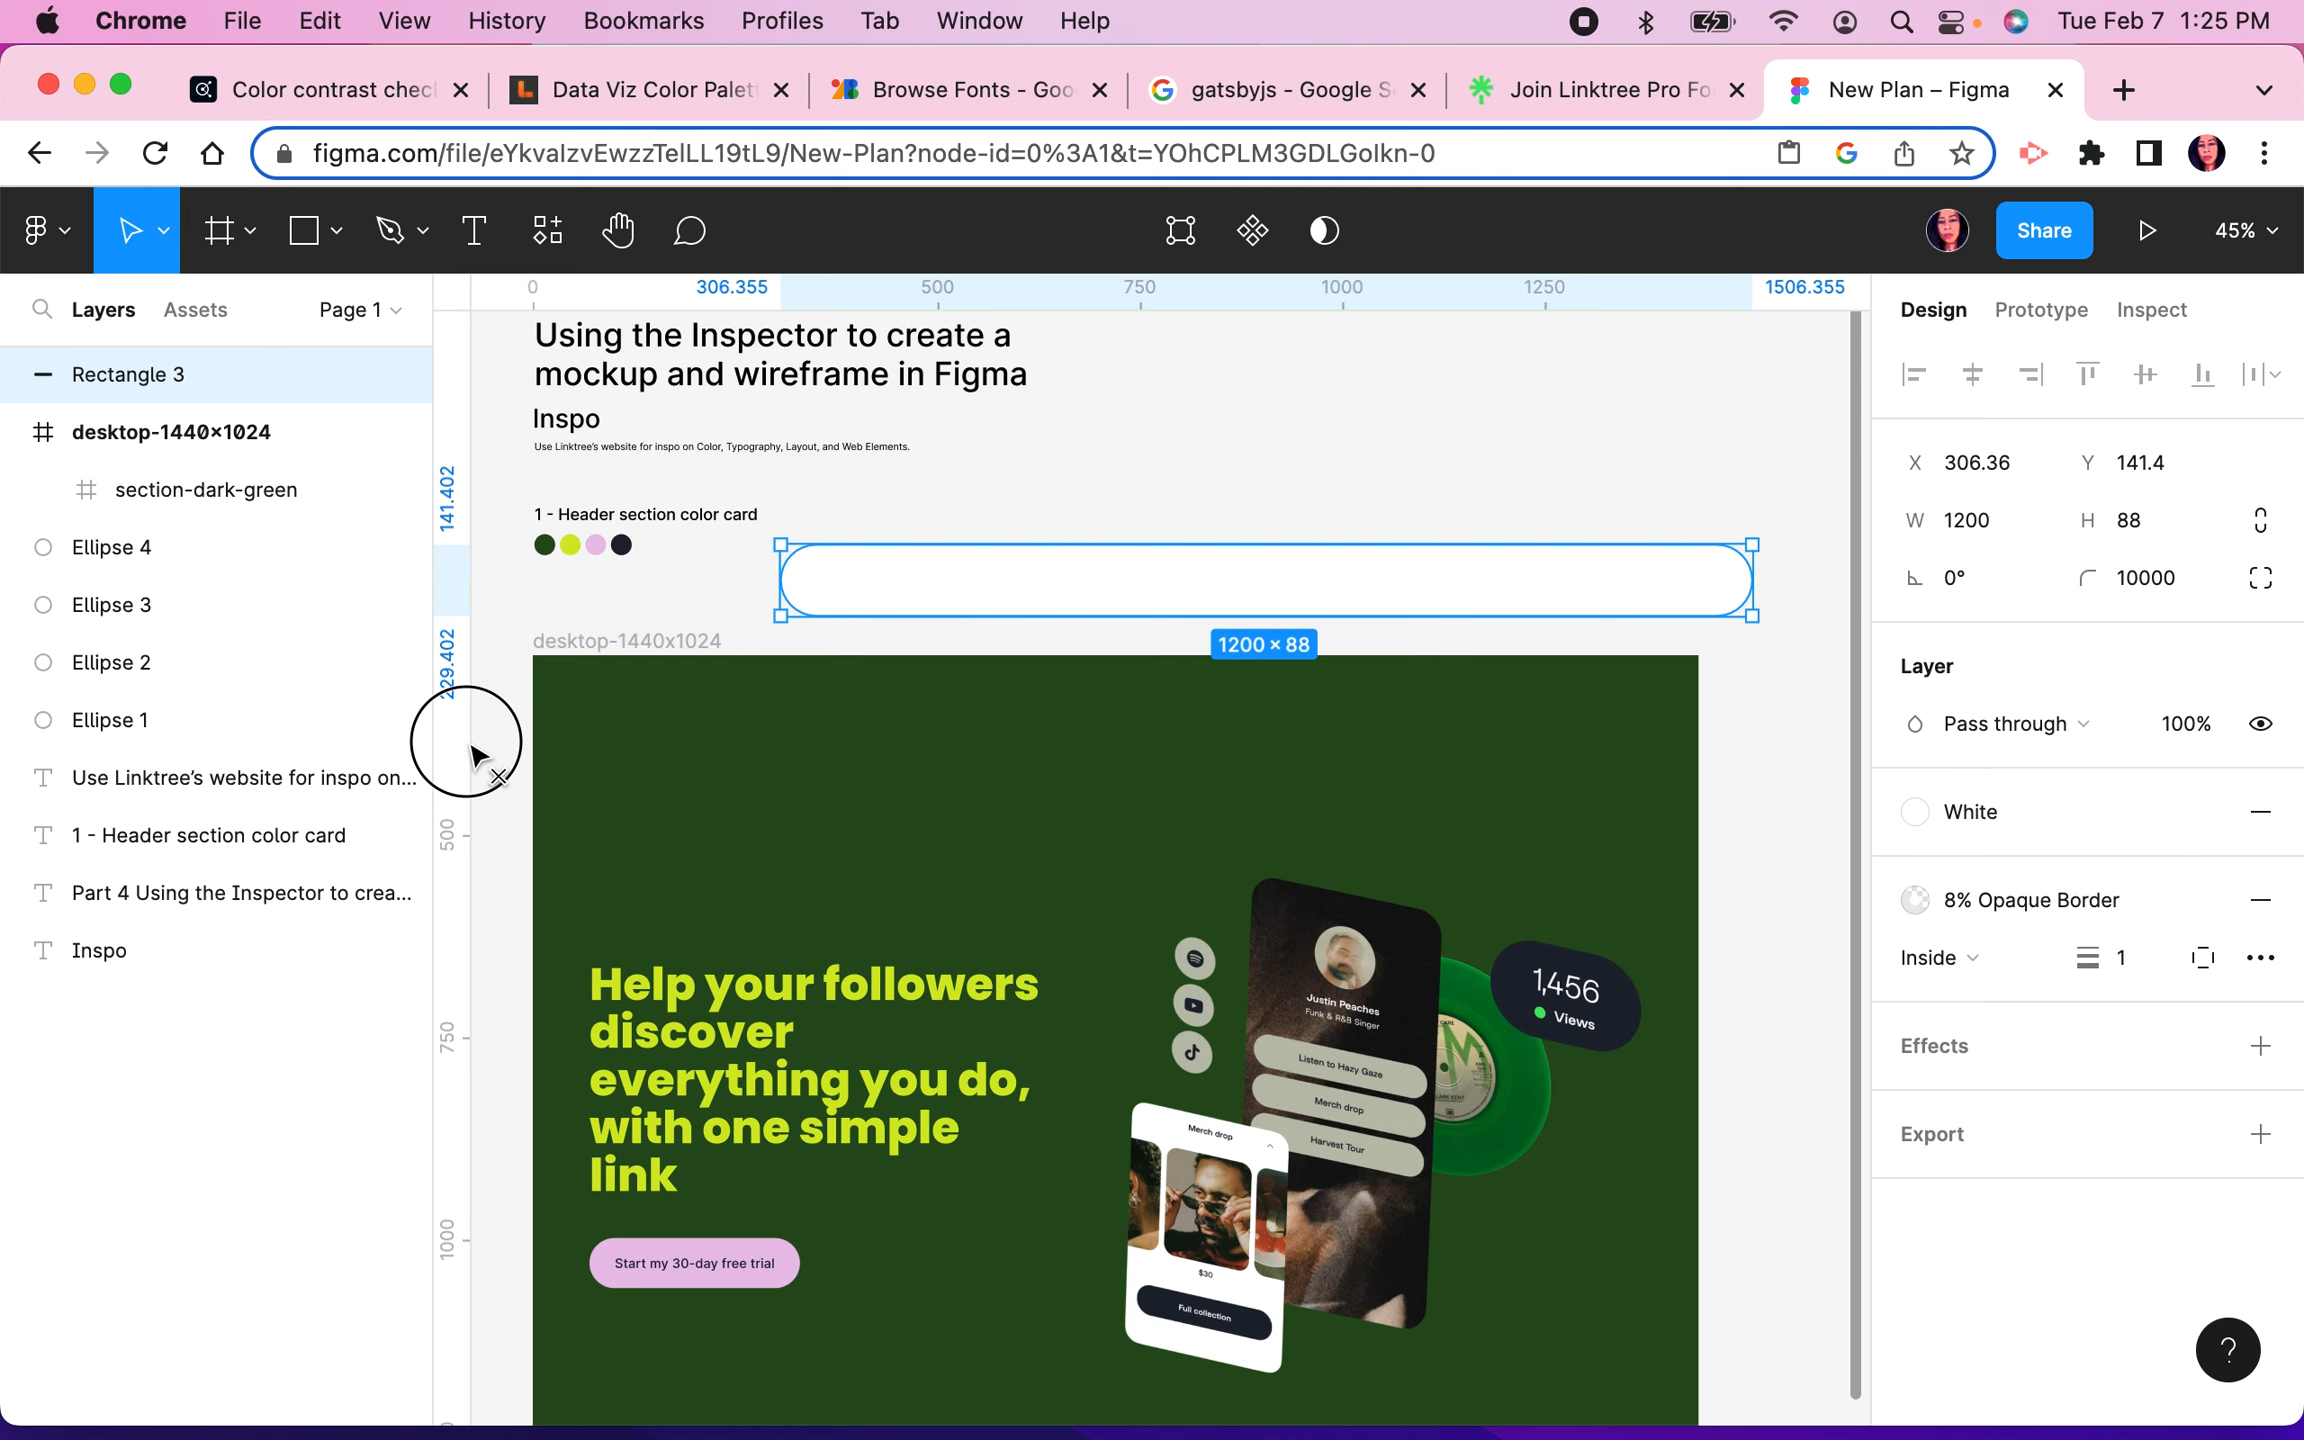 Chrome File Edit View History Bookmarks Profiles Tab Window Help Tue Feb 7 1:25 PM
Color contrast chec Data Viz Color Palet Browse Fonts - Goo gatsbyjs - Google S Join Linktree Pro Fo New Plan – Figma
figma.com/file/eYkvaIzvEwzzTeILL19tL9/New-Plan?node-id=0%3A1&t=YOhCPLM3GDLGoIkn-0
Share 45%
Layers Assets Page 1
Rectangle 3
desktop-1440x1024
section-dark-green
Ellipse 4
Ellipse 3
Ellipse 2
Ellipse 1
Use Linktree's website for inspo on...
1 - Header section color card
Part 4 Using the Inspector to crea...
Inspo
0 306.355 500 750 1000 1250 1506.355
141.402
229.402
500
750
1000
Using the Inspector to create a
mockup and wireframe in Figma
Inspo
Use Linktree's website for inspo on Color, Typography, Layout, and Web Elements.
1 - Header section color card
desktop-1440x1024
1200 × 88
Help your followers
discover
everything you do,
with one simple
link
Start my 30-day free trial
Justin Peaches
Funk & R&B Singer
Listen to Hazy Gaze
Merch drop
Harvest Tour
1,456
Views
Merch drop
$30
Full collection
Design Prototype Inspect
X 306.36 Y 141.4
W 1200 H 88
0° 10000
Layer
Pass through 100%
White
8% Opaque Border
Inside 1
Effects
Export
?